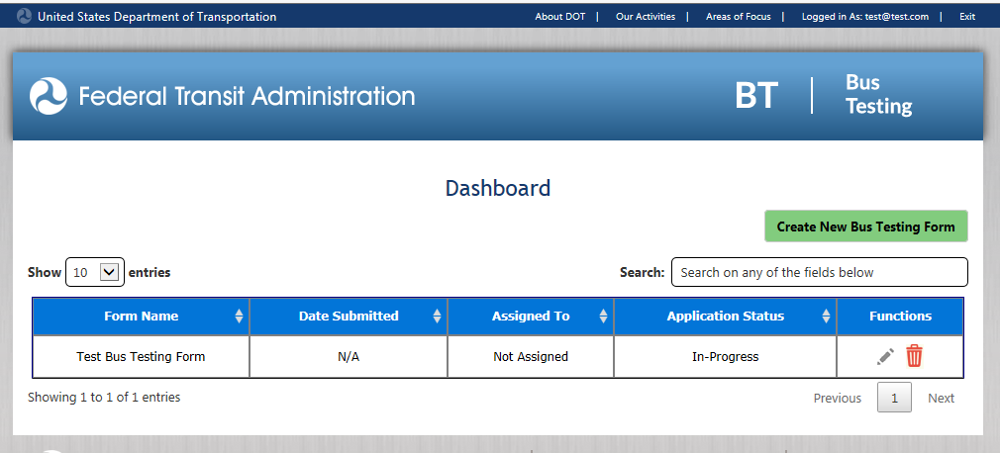 United States Department of Transportation About DOT | Our Activities | Areas of Focus | Logged in As: test@test.com | Exit
Federal Transit Administration BT | Bus Testing
Dashboard
Create New Bus Testing Form
Show 10 entries Search: Search on any of the fields below
Form Name Date Submitted Assigned To Application Status Functions
Test Bus Testing Form N/A Not Assigned In-Progress
Showing 1 to 1 of 1 entries Previous 1 Next